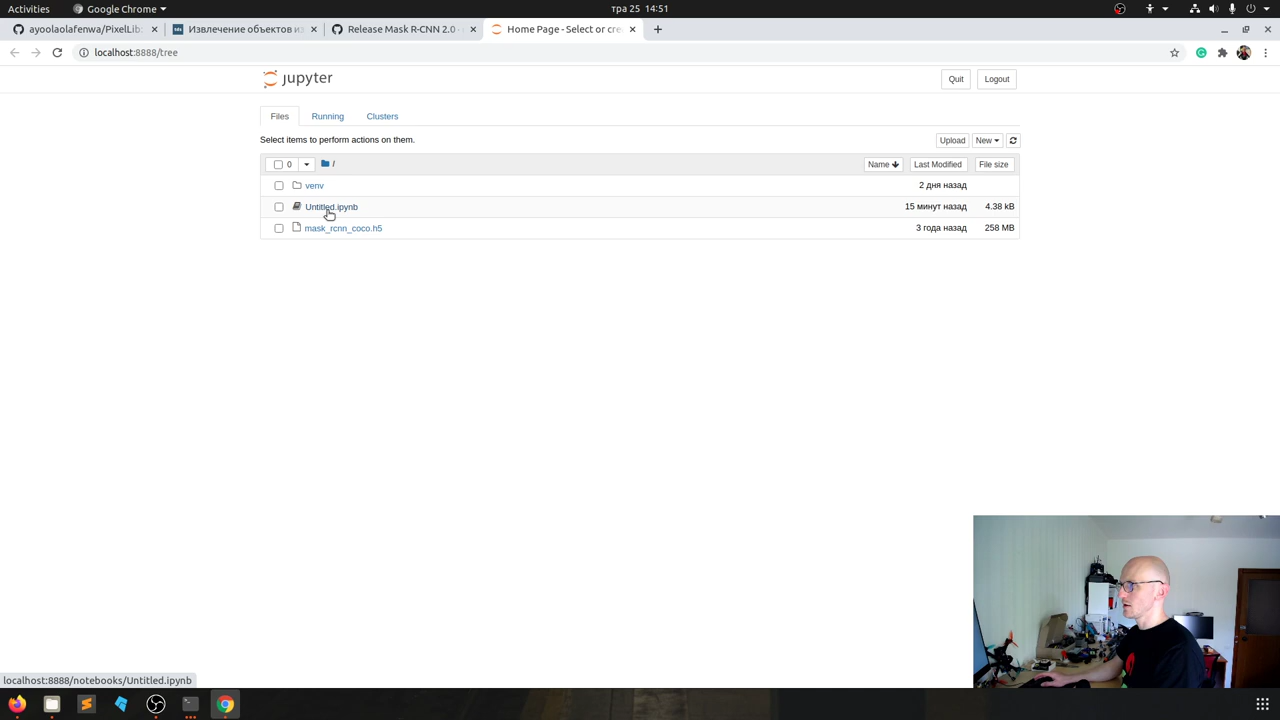 Activities
Google Chrome
тра 25 14:51
ayoolaolafenwa/PixelLib:
Извлечение объектов из
Release Mask R-CNN 2.0 ·
Home Page - Select or cre
localhost:8888/tree
jupyter
Quit
Logout
Files
Running
Clusters
Select items to perform actions on them.
Upload
New
0
/
Name
Last Modified
File size
venv
2 дня назад
Untitled.ipynb
15 минут назад
4.38 kB
mask_rcnn_coco.h5
3 года назад
258 MB
localhost:8888/notebooks/Untitled.ipynb